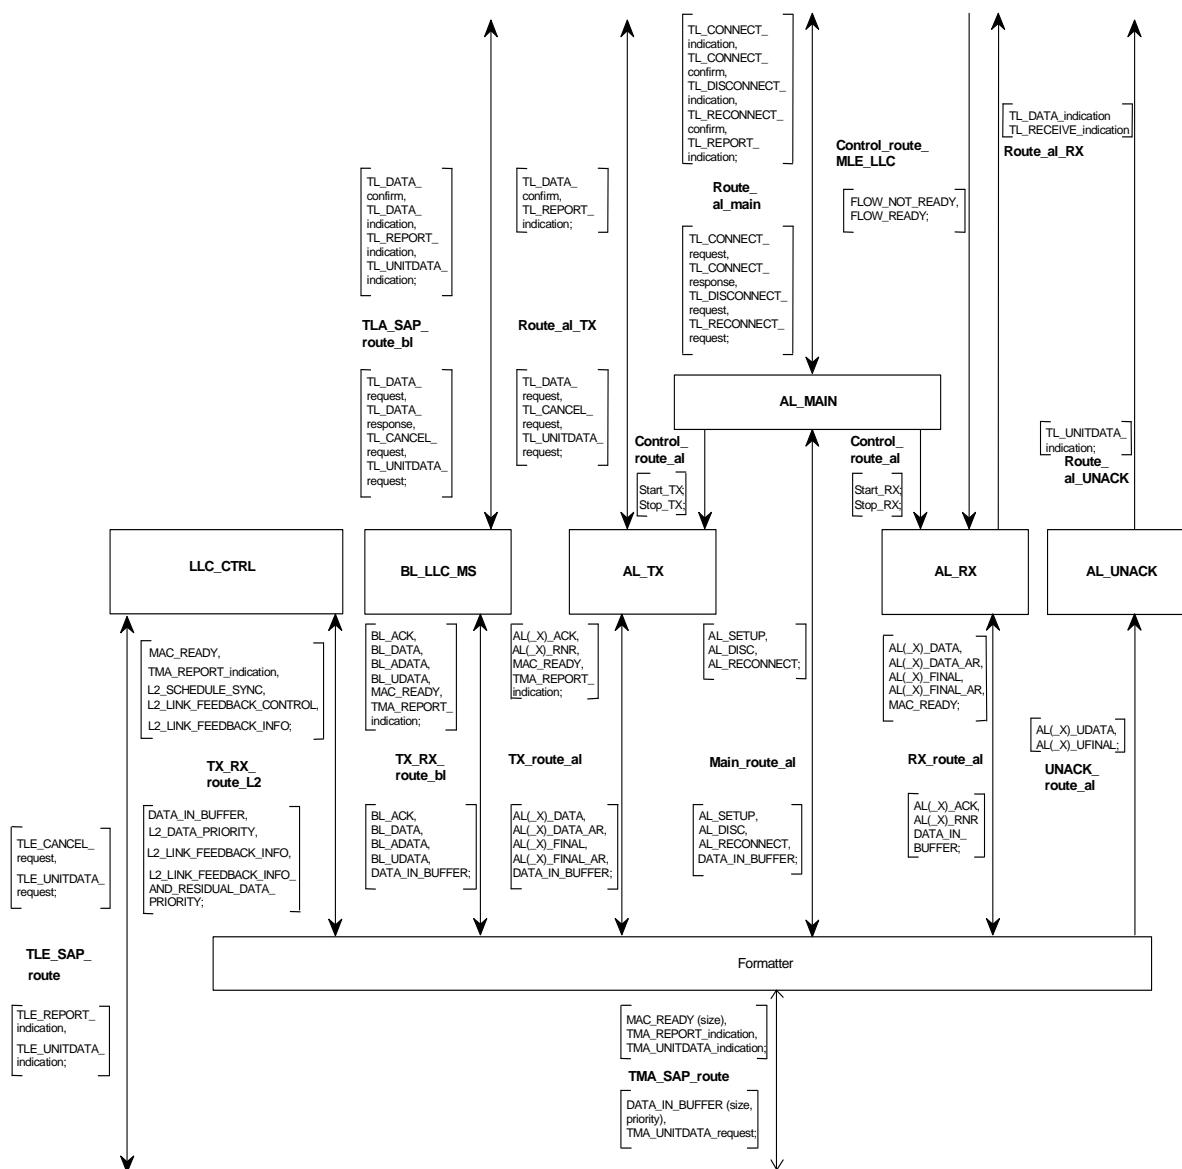 TL_CONNECT_
indication,
TL_CONNECT_
confirm,
TL_DISCONNECT_
indication,
TL_RECONNECT_
confirm,
TL_REPORT_
indication;
Control_route_
MLE_LLC
TL_DATA_indication
TL_RECEIVE_indication
Route_al_RX
TL_DATA_
confirm,
TL_DATA_
indication,
TL_REPORT_
indication,
TL_UNITDATA_
indication;
TL_DATA_
confirm,
TL_REPORT_
indication;
Route_
al_main
FLOW_NOT_READY,
FLOW_READY;
TL_CONNECT_
request,
TL_CONNECT_
response,
TL_DISCONNECT_
request,
TL_RECONNECT_
request;
TLA_SAP_
route_bl
Route_al_TX
TL_DATA_
request,
TL_DATA_
response,
TL_CANCEL_
request,
TL_UNITDATA_
request;
TL_DATA_
request,
TL_CANCEL_
request,
TL_UNITDATA_
request;
AL_MAIN
Control_
route_al
Start_TX;
Stop_TX;
Control_
route_al
Start_RX;
Stop_RX;
TL_UNITDATA_
indication;
Route_
al_UNACK
LLC_CTRL
BL_LLC_MS
AL_TX
AL_RX
AL_UNACK
MAC_READY,
TMA_REPORT_indication,
L2_SCHEDULE_SYNC,
L2_LINK_FEEDBACK_CONTROL,
L2_LINK_FEEDBACK_INFO;
BL_ACK,
BL_DATA,
BL_ADATA,
BL_UDATA,
MAC_READY,
TMA_REPORT_
indication;
AL(_X)_ACK,
AL(_X)_RNR,
MAC_READY,
TMA_REPORT_
indication;
AL_SETUP,
AL_DISC,
AL_RECONNECT;
AL(_X)_DATA,
AL(_X)_DATA_AR,
AL(_X)_FINAL,
AL(_X)_FINAL_AR,
MAC_READY;
AL(_X)_UDATA,
AL(_X)_UFINAL;
TX_RX_
route_L2
TX_RX_
route_bl
TX_route_al
Main_route_al
RX_route_al
UNACK_
route_al
TLE_CANCEL_
request,
TLE_UNITDATA_
request;
DATA_IN_BUFFER,
L2_DATA_PRIORITY,
L2_LINK_FEEDBACK_INFO,
L2_LINK_FEEDBACK_INFO_
AND_RESIDUAL_DATA_
PRIORITY;
BL_ACK,
BL_DATA,
BL_ADATA,
BL_UDATA,
DATA_IN_BUFFER;
AL(_X)_DATA,
AL(_X)_DATA_AR,
AL(_X)_FINAL,
AL(_X)_FINAL_AR,
DATA_IN_BUFFER;
AL_SETUP,
AL_DISC,
AL_RECONNECT,
DATA_IN_BUFFER;
AL(_X)_ACK,
AL(_X)_RNR
DATA_IN_
BUFFER;
TLE_SAP_
route
Formatter
TLE_REPORT_
indication,
TLE_UNITDATA_
indication;
MAC_READY (size),
TMA_REPORT_indication,
TMA_UNITDATA_indication;
TMA_SAP_route
DATA_IN_BUFFER (size,
priority),
TMA_UNITDATA_request;